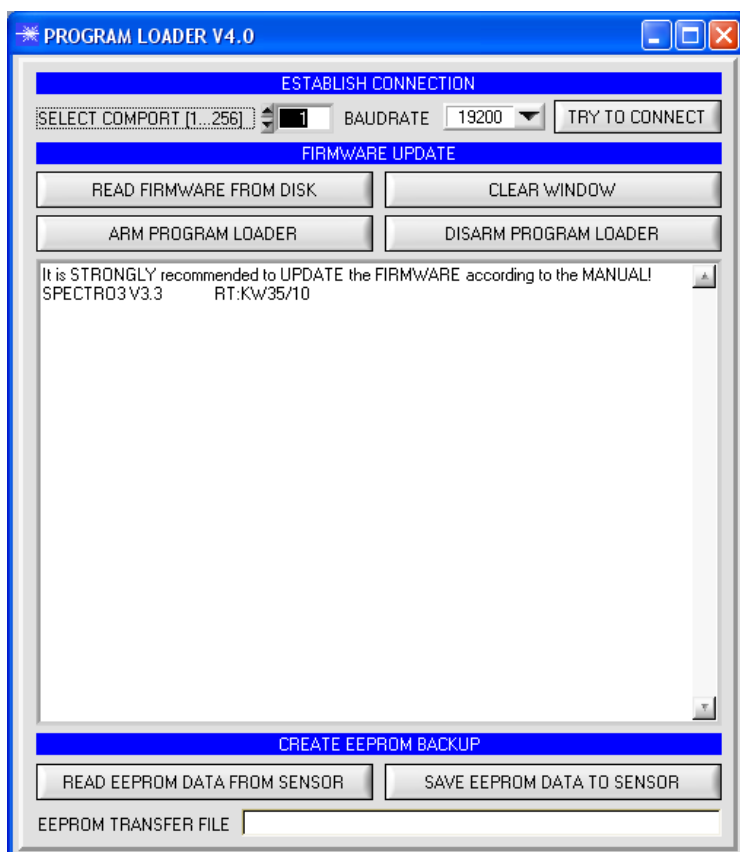 PROGRAM LOADER V4.0
ESTABLISH CONNECTION
SELECT COMPORT [1...256] 1 BAUDRATE 19200 TRY TO CONNECT
FIRMWARE UPDATE
READ FIRMWARE FROM DISK CLEAR WINDOW
ARM PROGRAM LOADER DISARM PROGRAM LOADER
It is STRONGLY recommended to UPDATE the FIRMWARE according to the MANUAL!
SPECTRO3 V3.3 RT:KW35/10
CREATE EEPROM BACKUP
READ EEPROM DATA FROM SENSOR SAVE EEPROM DATA TO SENSOR
EEPROM TRANSFER FILE